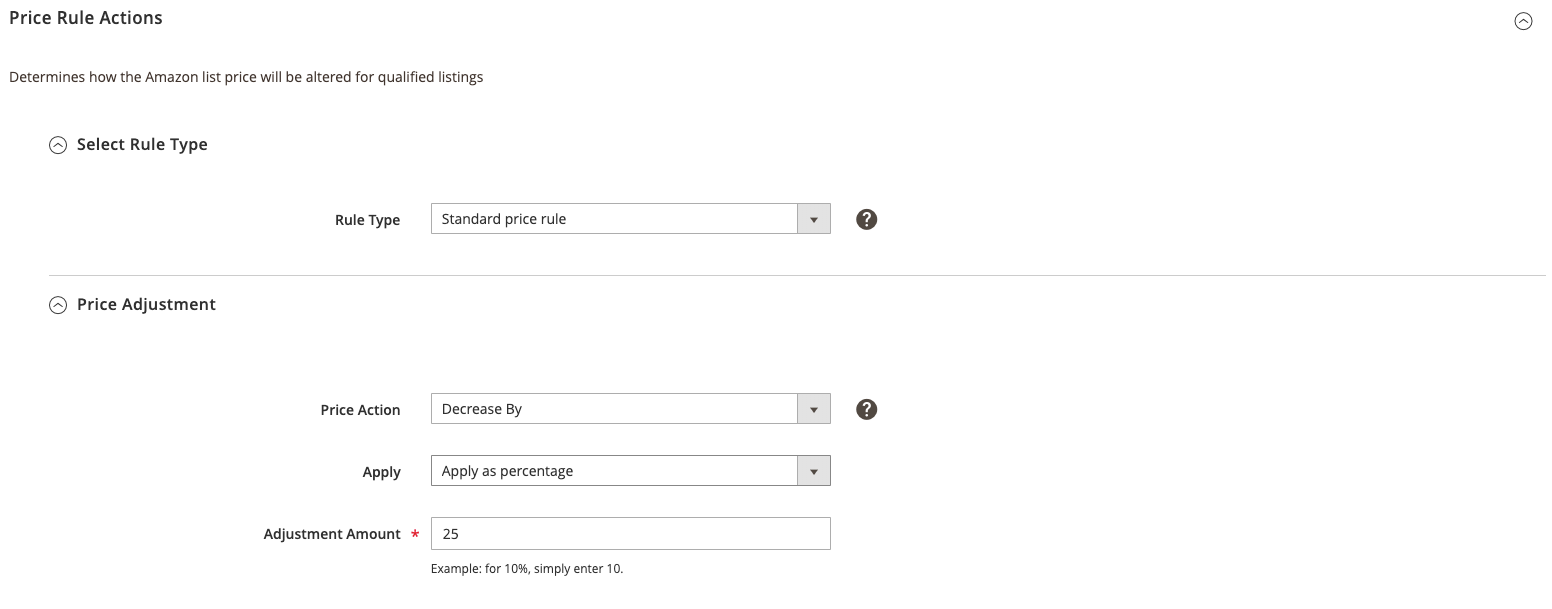 Price Rule Actions
Determines how the Amazon list price will be altered for qualified listings
Select Rule Type
Rule Type Standard price rule ?
Price Adjustment
Price Action Decrease By ?
Apply Apply as percentage
Adjustment Amount * 25
Example: for 10%, simply enter 10.